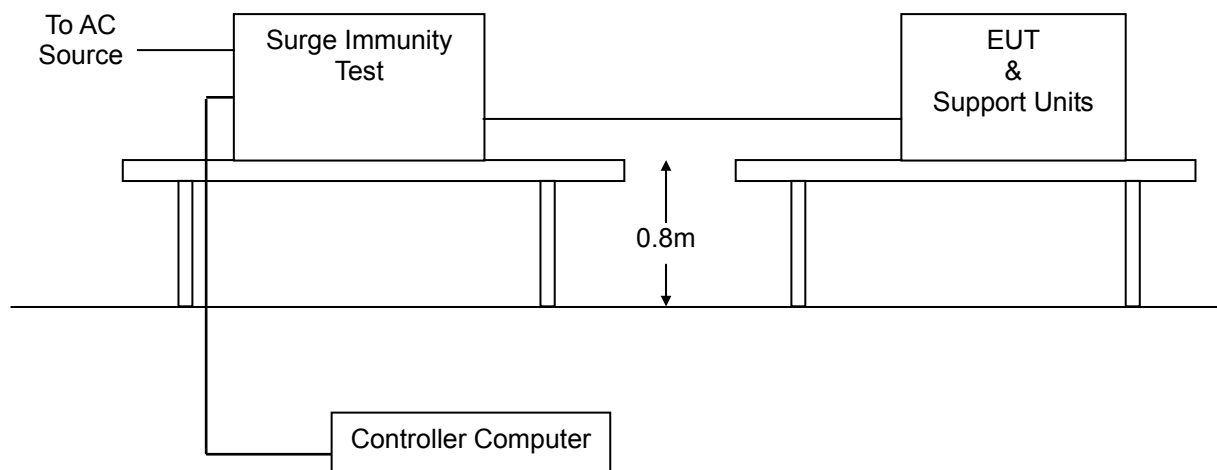 To AC
Source
Surge Immunity
Test
EUT
&
Support Units
0.8m
Controller Computer